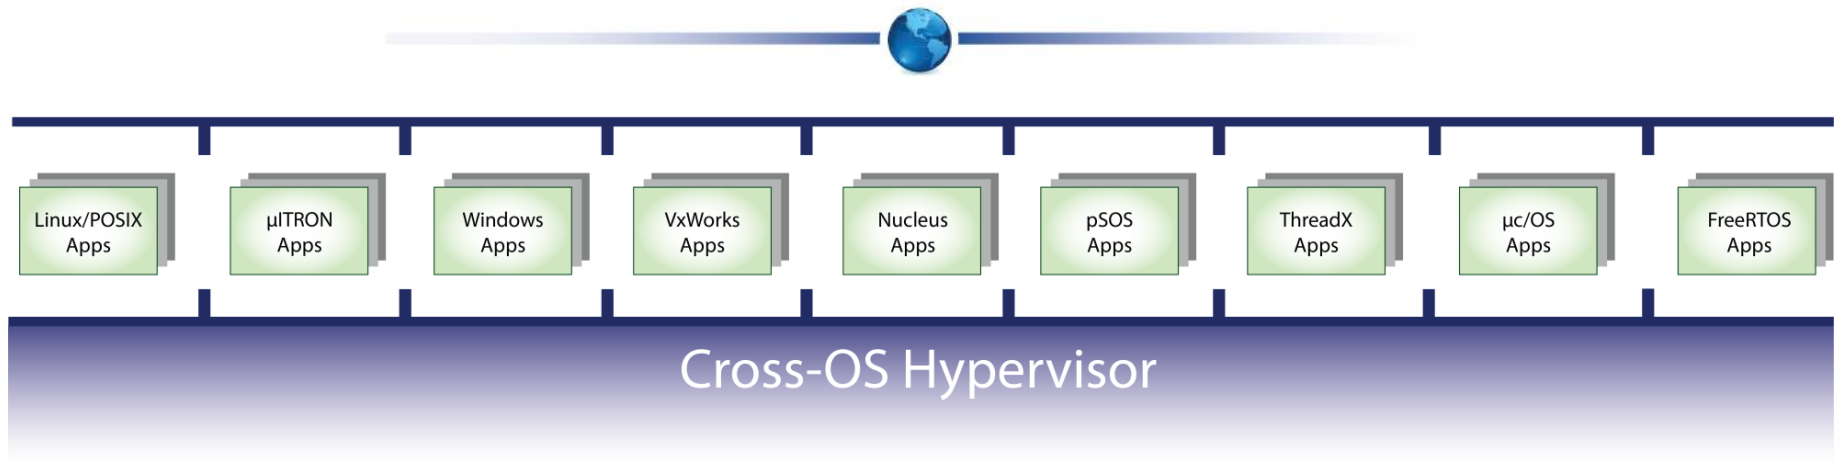 Linux/POSIX
Apps
µITRON
Apps
Windows
Apps
VxWorks
Apps
Nucleus
Apps
pSOS
Apps
ThreadX
Apps
µc/OS
Apps
FreeRTOS
Apps
Cross-OS Hypervisor